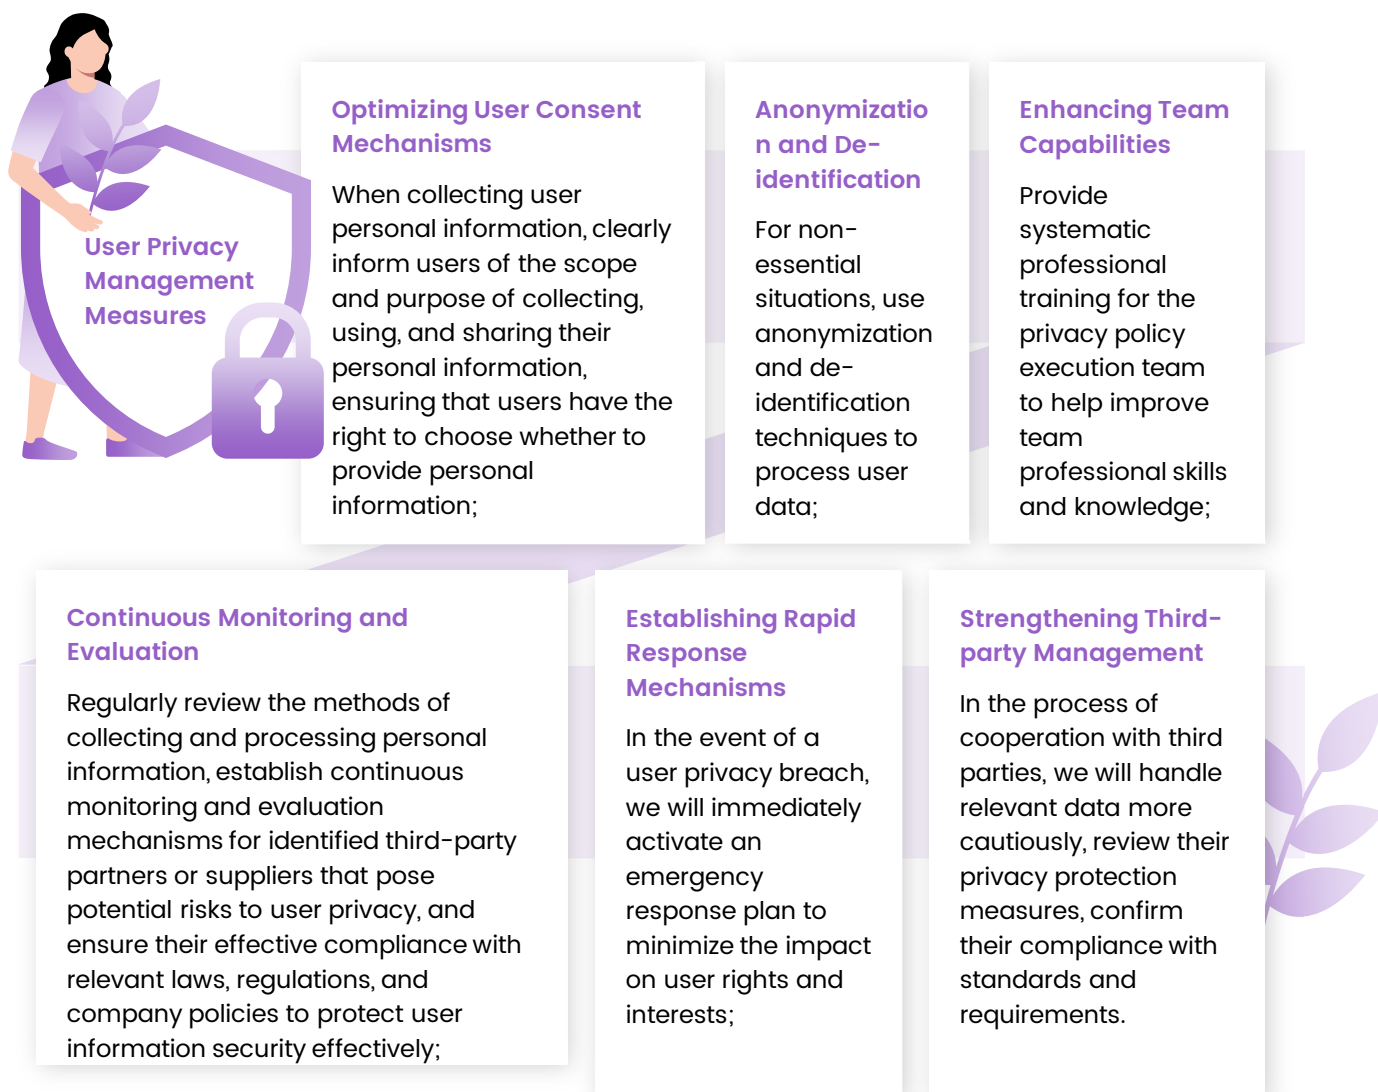 User Privacy
Management
Measures
Optimizing User Consent
Mechanisms
When collecting user
personal information, clearly
inform users of the scope
and purpose of collecting,
using, and sharing their
personal information,
ensuring that users have the
right to choose whether to
provide personal
information;
Anonymizatio
n and De-
identification
For non-
essential
situations, use
anonymization
and de-
identification
techniques to
process user
data;
Enhancing Team
Capabilities
Provide
systematic
professional
training for the
privacy policy
execution team
to help improve
team
professional skills
and knowledge;
Continuous Monitoring and
Evaluation
Regularly review the methods of
collecting and processing personal
information, establish continuous
monitoring and evaluation
mechanisms for identified third-party
partners or suppliers that pose
potential risks to user privacy, and
ensure their effective compliance with
relevant laws, regulations, and
company policies to protect user
information security effectively;
Establishing Rapid
Response
Mechanisms
In the event of a
user privacy breach,
we will immediately
activate an
emergency
response plan to
minimize the impact
on user rights and
interests;
Strengthening Third-
party Management
In the process of
cooperation with third
parties, we will handle
relevant data more
cautiously, review their
privacy protection
measures, confirm
their compliance with
standards and
requirements.